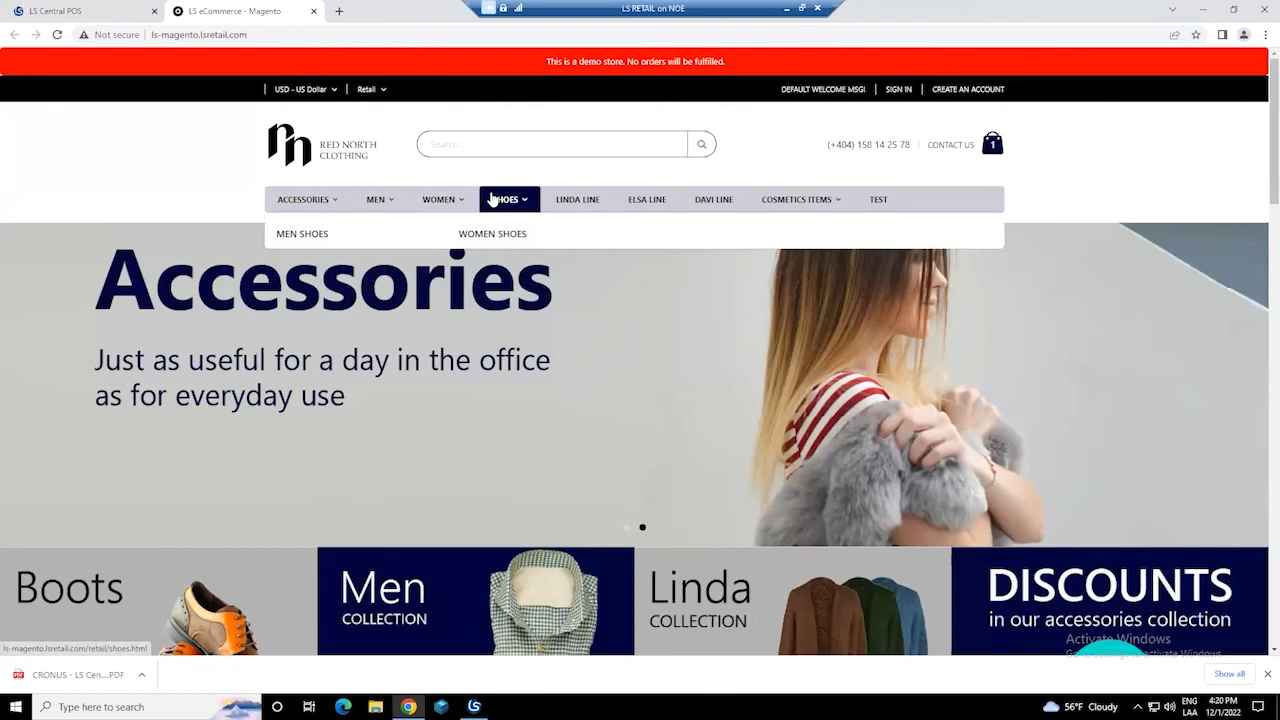 LS Central POS
LS eCommerce - Magento
LS RETAIL on NOE
Not secure
ls-magento.lsretail.com
This is a demo store. No orders will be fulfilled.
USD - US Dollar
Retail
DEFAULT WELCOME MSG!
SIGN IN
CREATE AN ACCOUNT
RED NORTH
CLOTHING
Search...
(+404) 158 14 25 78
CONTACT US
1
ACCESSORIES
MEN
WOMEN
SHOES
LINDA LINE
ELSA LINE
DAVI LINE
COSMETICS ITEMS
TEST
MEN SHOES
WOMEN SHOES
Accessories
Just as useful for a day in the office
as for everyday use
Boots
Men
COLLECTION
Linda
COLLECTION
DISCOUNTS
in our accessories collection
Activate Windows
ls-magento.lsretail.com/retail/shoes.html
CRONUS - LS Cen....PDF
Show all
Type here to search
56°F Cloudy
ENG
LAA
4:20 PM
12/1/2022